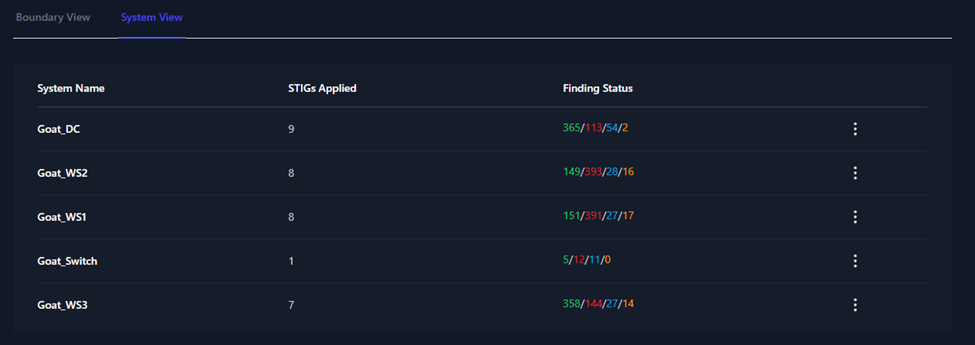 Boundary View System View
System Name STIGs Applied Finding Status
Goat_DC 9 365/113/54/2
Goat_WS2 8 149/393/28/16
Goat_WS1 8 151/391/27/17
Goat_Switch 1 5/12/11/0
Goat_WS3 7 358/144/27/14